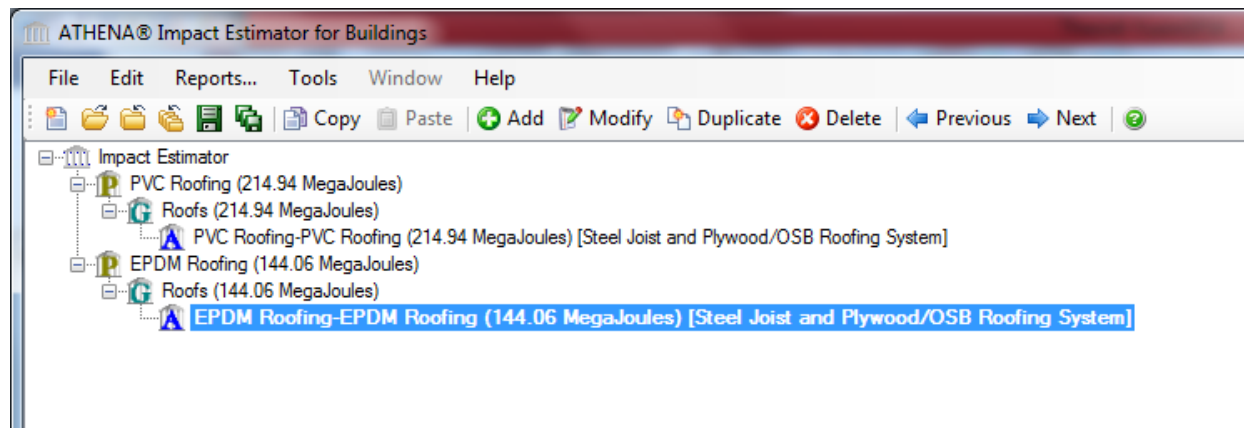 ATHENA® Impact Estimator for Buildings
File Edit Reports... Tools Window Help
Copy Paste Add Modify Duplicate Delete Previous Next
Impact Estimator
P PVC Roofing (214.94 MegaJoules)
G Roofs (214.94 MegaJoules)
A PVC Roofing-PVC Roofing (214.94 MegaJoules) [Steel Joist and Plywood/OSB Roofing System]
P EPDM Roofing (144.06 MegaJoules)
G Roofs (144.06 MegaJoules)
A EPDM Roofing-EPDM Roofing (144.06 MegaJoules) [Steel Joist and Plywood/OSB Roofing System]